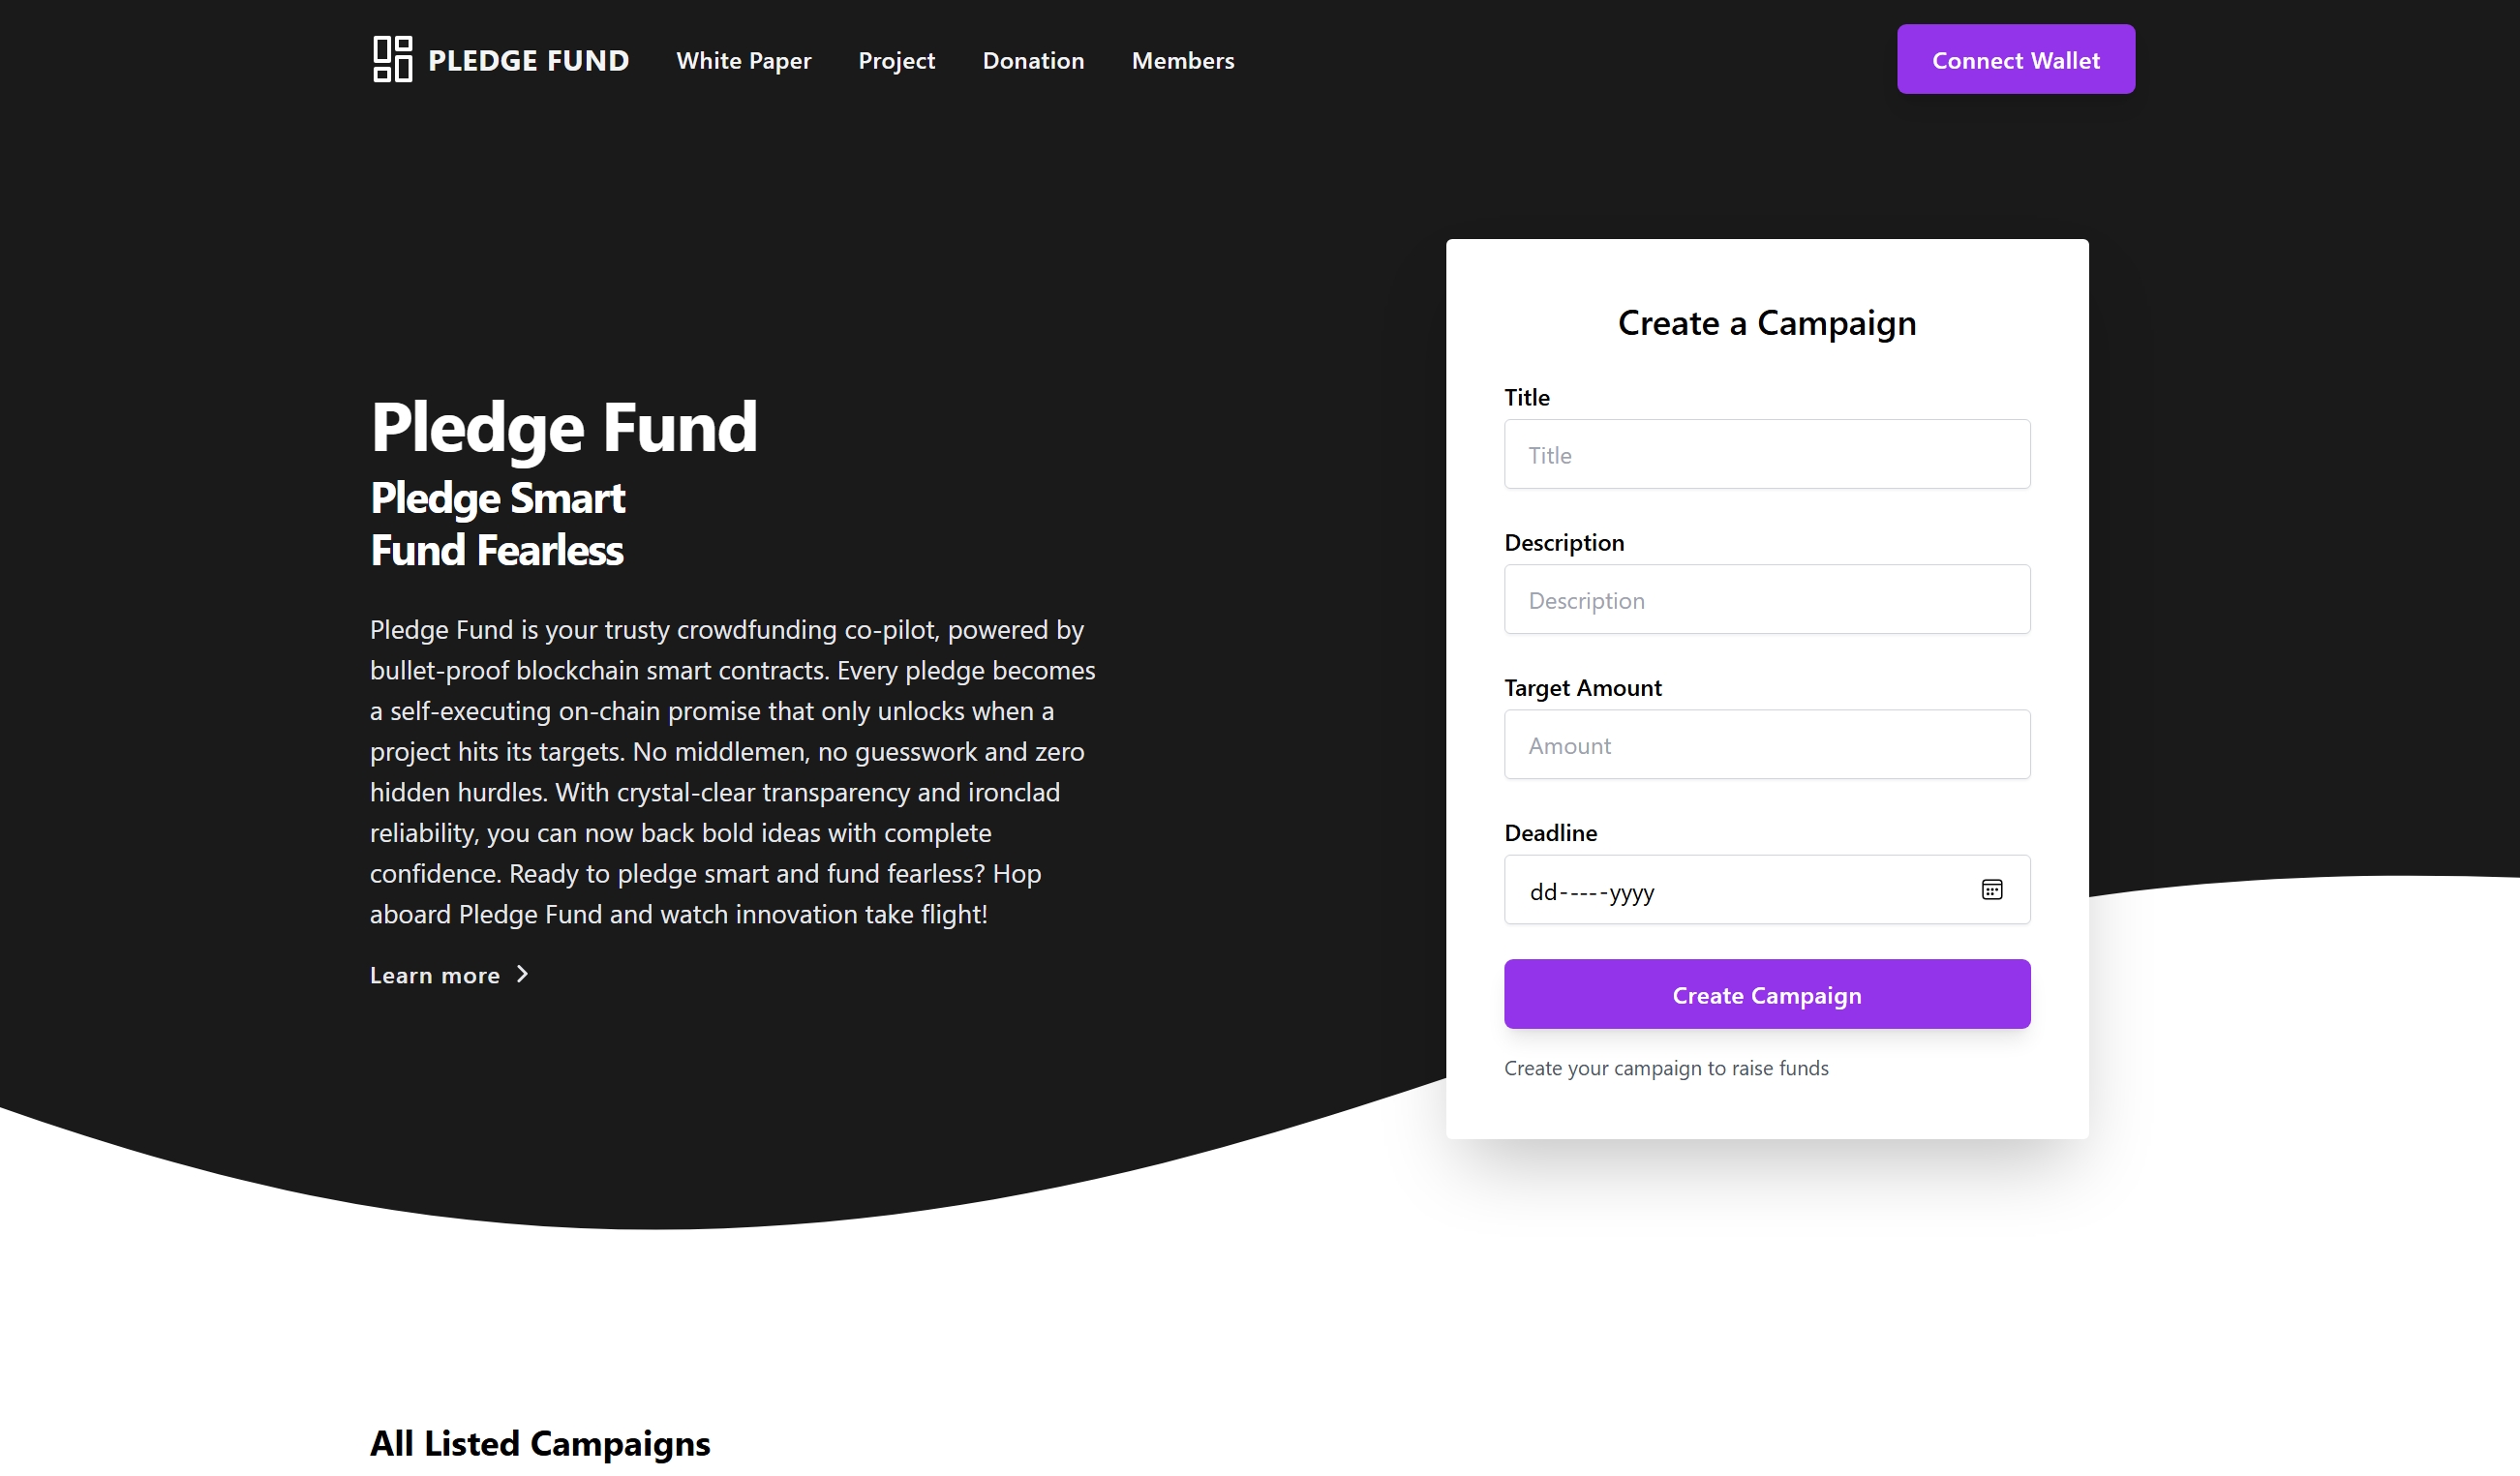 PLEDGE FUND
White Paper
Project
Donation
Members
Connect Wallet
Pledge Fund
Pledge Smart
Fund Fearless
Pledge Fund is your trusty crowdfunding co-pilot, powered by
bullet-proof blockchain smart contracts. Every pledge becomes
a self-executing on-chain promise that only unlocks when a
project hits its targets. No middlemen, no guesswork and zero
hidden hurdles. With crystal-clear transparency and ironclad
reliability, you can now back bold ideas with complete
confidence. Ready to pledge smart and fund fearless? Hop
aboard Pledge Fund and watch innovation take flight!
Learn more
Create a Campaign
Title
Title
Description
Description
Target Amount
Amount
Deadline
dd-----yyyy
Create Campaign
Create your campaign to raise funds
All Listed Campaigns